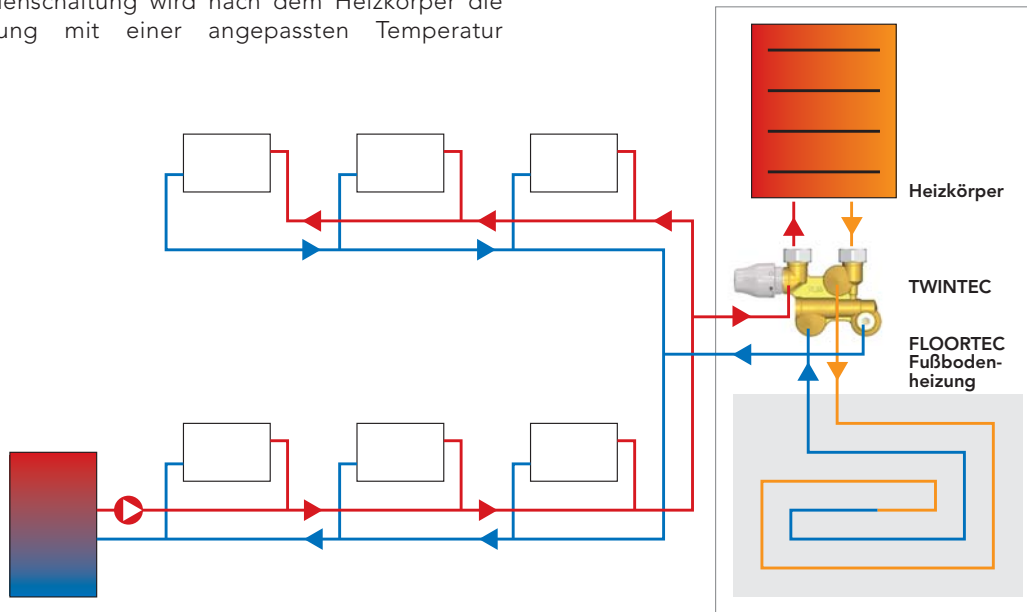 enschaltung wird nach dem Heizkörper die
ung mit einer angepassten Temperatur
Heizkörper
TWINTEC
FLOORTEC
Fußboden-
heizung